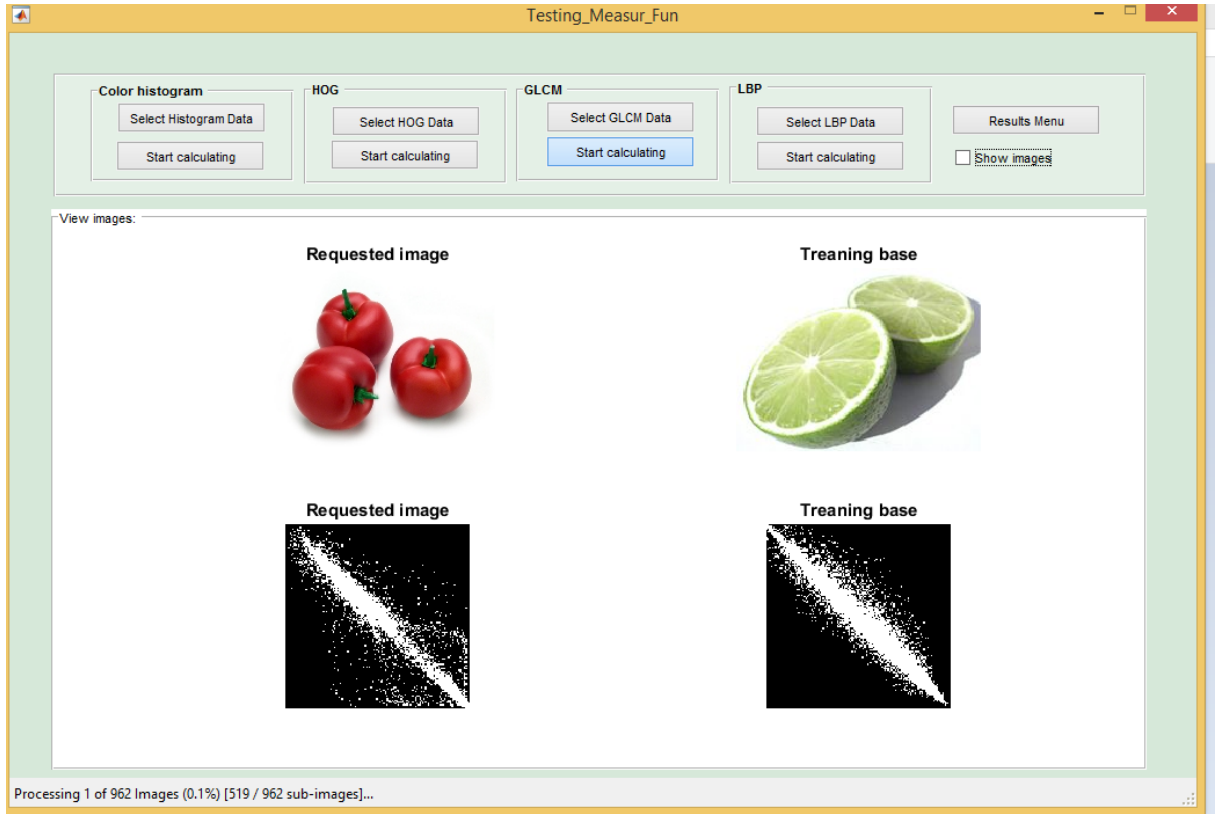 Testing_Measur_Fun
Color histogram
HOG
GLCM
LBP
Select Histogram Data
Select HOG Data
Select GLCM Data
Select LBP Data
Results Menu
Start calculating
Start calculating
Start calculating
Start calculating
Show images
View images:
Requested image
Treaning base
Requested image
Treaning base
Processing 1 of 962 Images (0.1%) [519 / 962 sub-images]...